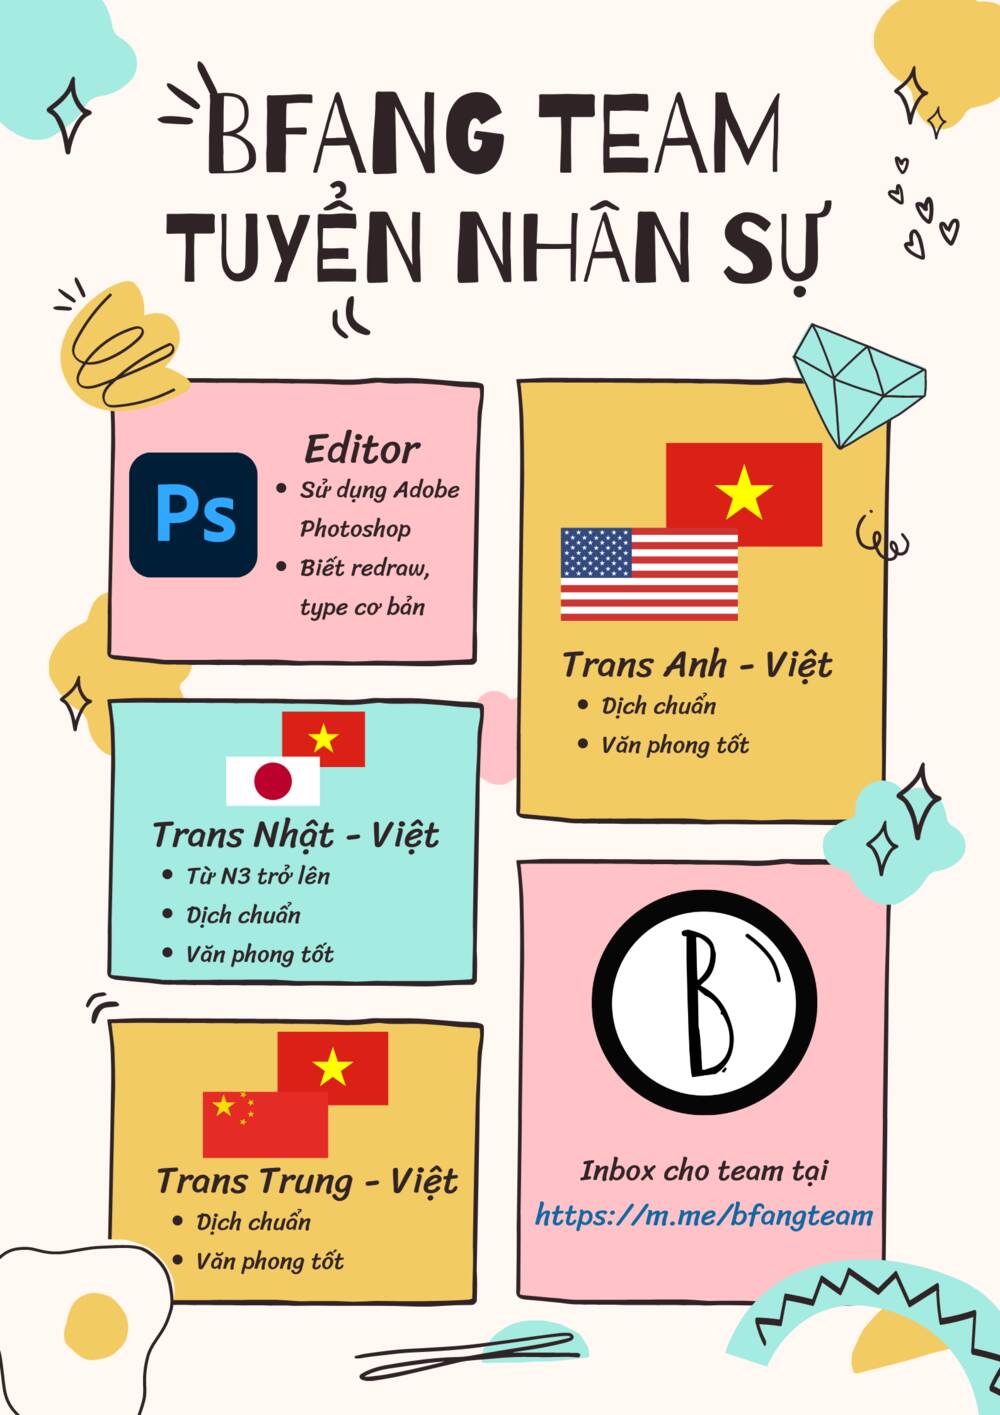 BFANG TEAM
TUYỂN NHÂN SỰ
Ps
Editor
• Sử dụng Adobe
Photoshop
• Biết redraw,
type cơ bản
Trans Anh - Việt
• Dịch chuẩn
• Văn phong tốt
Trans Nhật - Việt
• Từ N3 trở lên
• Dịch chuẩn
• Văn phong tốt
Trans Trung - Việt
• Dịch chuẩn
• Văn phong tốt
B
Inbox cho team tại
https://m.me/bfangteam